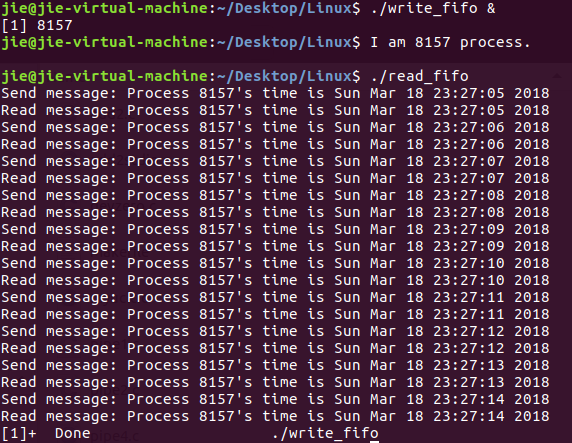 jie@jie-virtual-machine:~/Desktop/Linux$ ./write_fifo &
[1] 8157
jie@jie-virtual-machine:~/Desktop/Linux$ I am 8157 process.
jie@jie-virtual-machine:~/Desktop/Linux$ ./read_fifo
Send message: Process 8157's time is Sun Mar 18 23:27:05 2018
Read message: Process 8157's time is Sun Mar 18 23:27:05 2018
Send message: Process 8157's time is Sun Mar 18 23:27:06 2018
Read message: Process 8157's time is Sun Mar 18 23:27:06 2018
Send message: Process 8157's time is Sun Mar 18 23:27:07 2018
Read message: Process 8157's time is Sun Mar 18 23:27:07 2018
Send message: Process 8157's time is Sun Mar 18 23:27:08 2018
Read message: Process 8157's time is Sun Mar 18 23:27:08 2018
Send message: Process 8157's time is Sun Mar 18 23:27:09 2018
Read message: Process 8157's time is Sun Mar 18 23:27:09 2018
Send message: Process 8157's time is Sun Mar 18 23:27:10 2018
Read message: Process 8157's time is Sun Mar 18 23:27:10 2018
Send message: Process 8157's time is Sun Mar 18 23:27:11 2018
Read message: Process 8157's time is Sun Mar 18 23:27:11 2018
Send message: Process 8157's time is Sun Mar 18 23:27:12 2018
Read message: Process 8157's time is Sun Mar 18 23:27:12 2018
Send message: Process 8157's time is Sun Mar 18 23:27:13 2018
Read message: Process 8157's time is Sun Mar 18 23:27:13 2018
Send message: Process 8157's time is Sun Mar 18 23:27:14 2018
Read message: Process 8157's time is Sun Mar 18 23:27:14 2018
[1]+  Done                    ./write_fifo